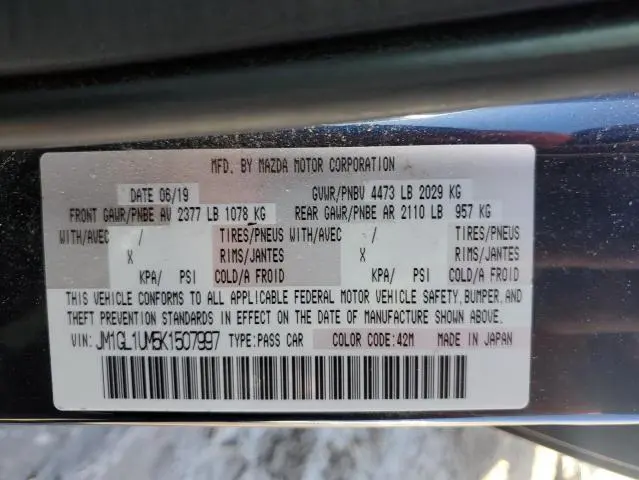 MFD. BY MAZDA MOTOR CORPORATION
DATE 06/19 GVWR/PNBV 4473 LB 2029 KG
FRONT GAWR/PNBE AV 2377 LB 1078 KG REAR GAWR/PNBE AR 2110 LB 957 KG
WITH/AVEC / TIRES/PNEUS WITH/AVEC / TIRES/PNEUS
X RIMS/JANTES X RIMS/JANTES
KPA/ PSI COLD/A FROID KPA/ PSI COLD/A FROID
THIS VEHICLE CONFORMS TO ALL APPLICABLE FEDERAL MOTOR VEHICLE SAFETY, BUMPER, AND
THEFT PREVENTION STANDARDS IN EFFECT ON THE DATE OF MANUFACTURE SHOWN ABOVE.
VIN: JM1GL1UM5K1507997 TYPE:PASS CAR COLOR CODE:42M MADE IN JAPAN